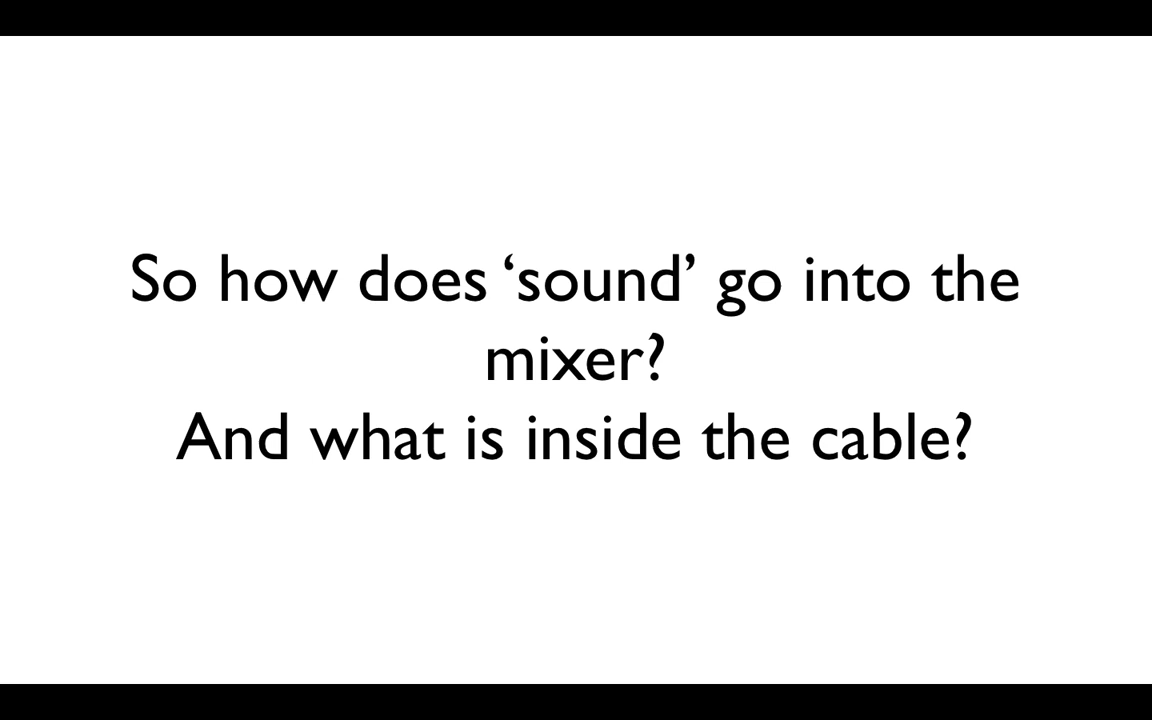 So how does ‘sound’ go into the
mixer?
And what is inside the cable?